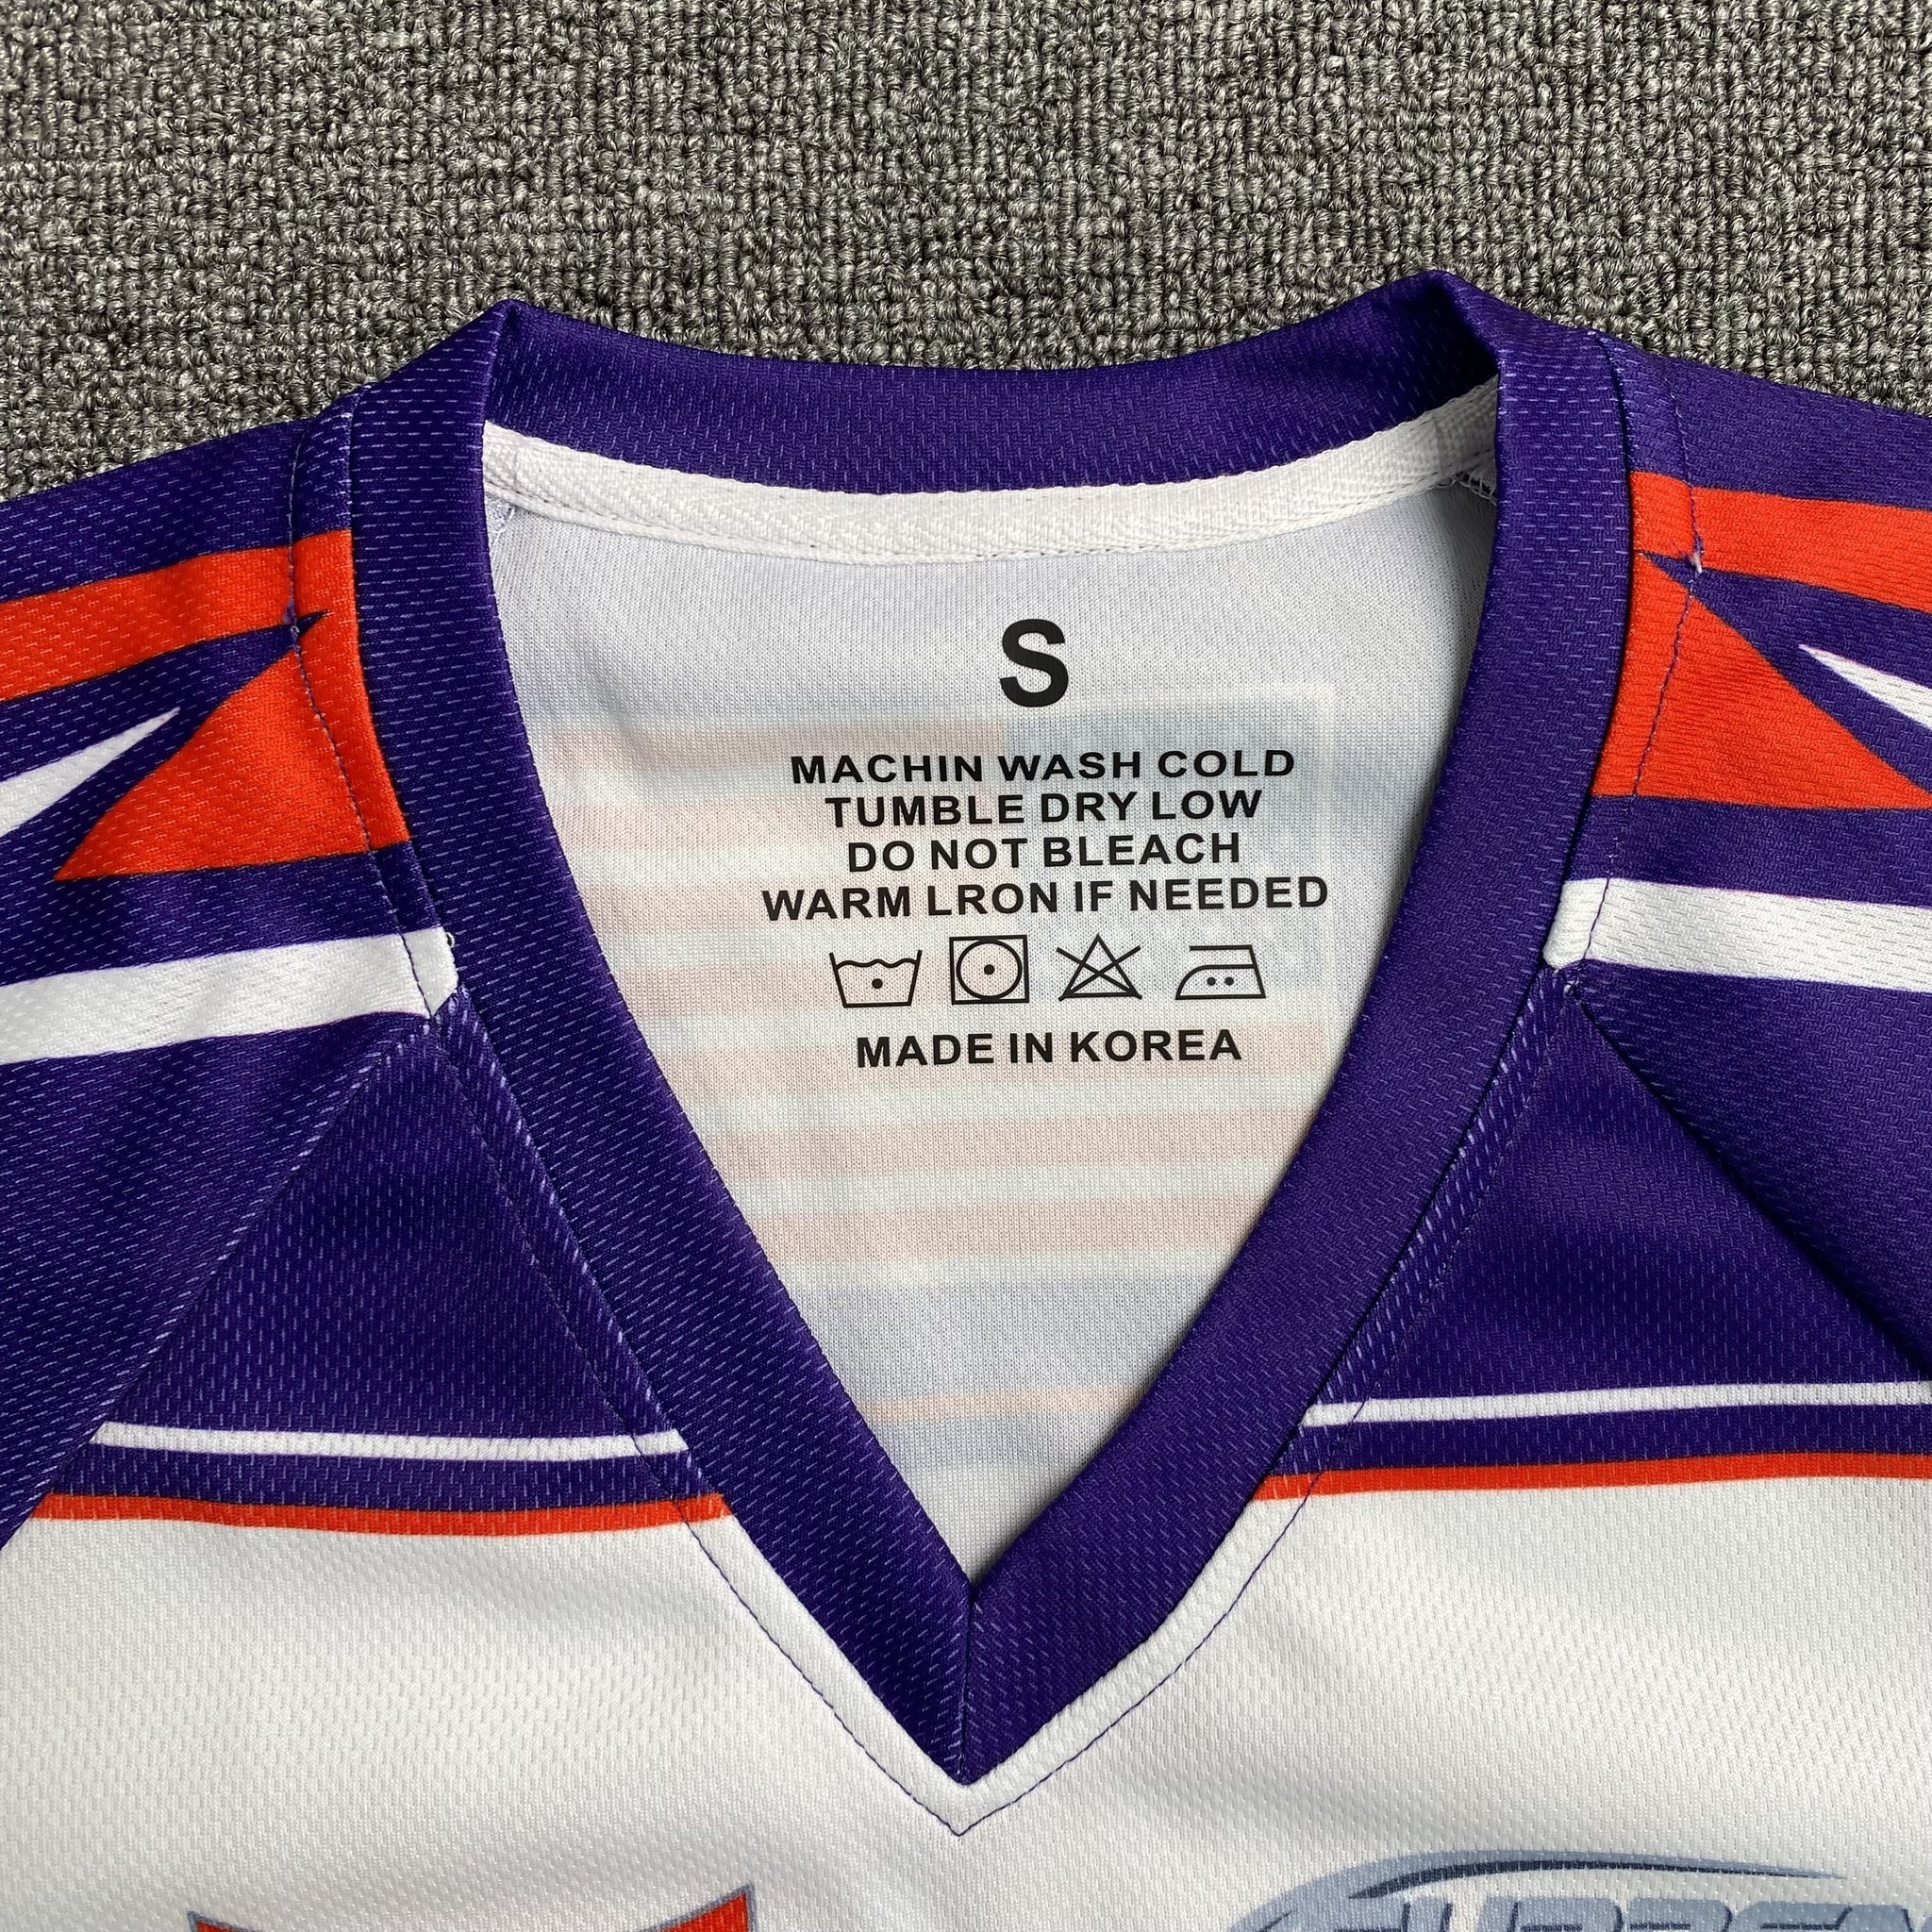 S
MACHIN WASH COLD
TUMBLE DRY LOW
DO NOT BLEACH
WARM LRON IF NEEDED
MADE IN KOREA